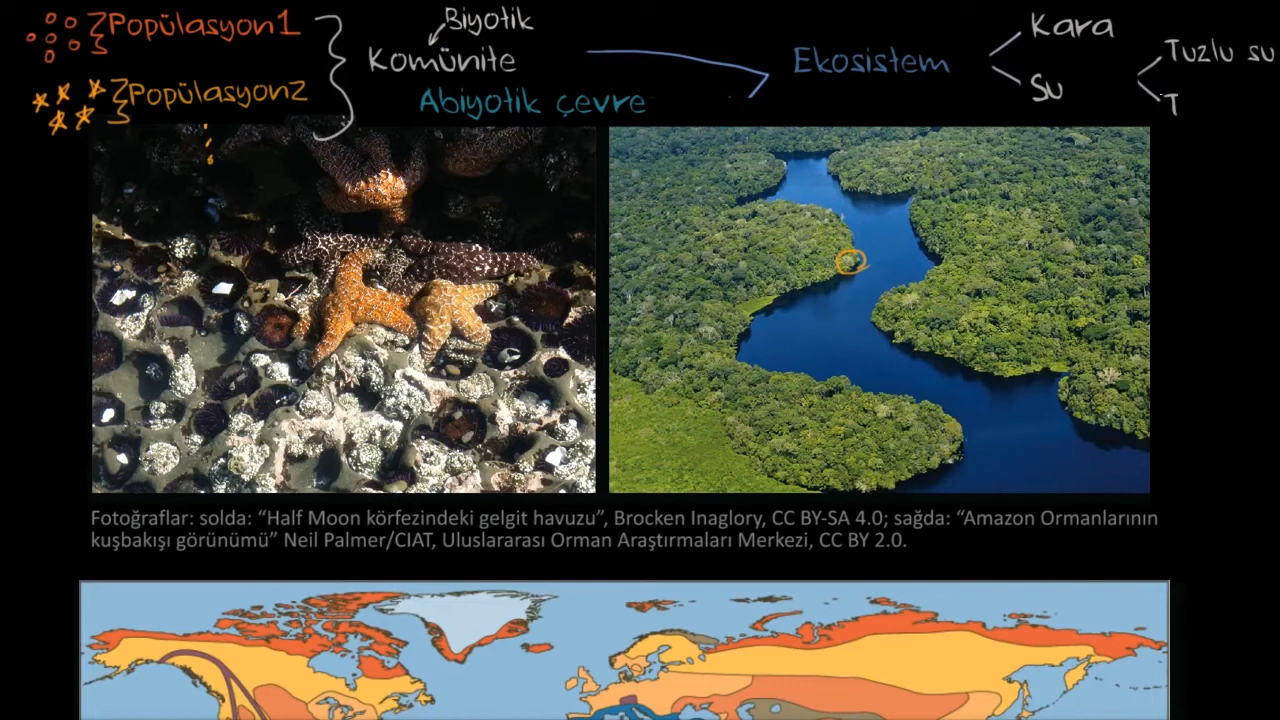 Popülasyon1
Biyotik
Komünite
Abiyotik çevre
Popülasyon2
Ekosistem
Kara
Su
Tuzlu su
T
Fotoğraflar: solda: “Half Moon körfezindeki gelgit havuzu”, Brocken Inaglory, CC BY-SA 4.0; sağda: “Amazon Ormanlarının
kuşbakışı görünümü” Neil Palmer/CIAT, Uluslararası Orman Araştırmaları Merkezi, CC BY 2.0.